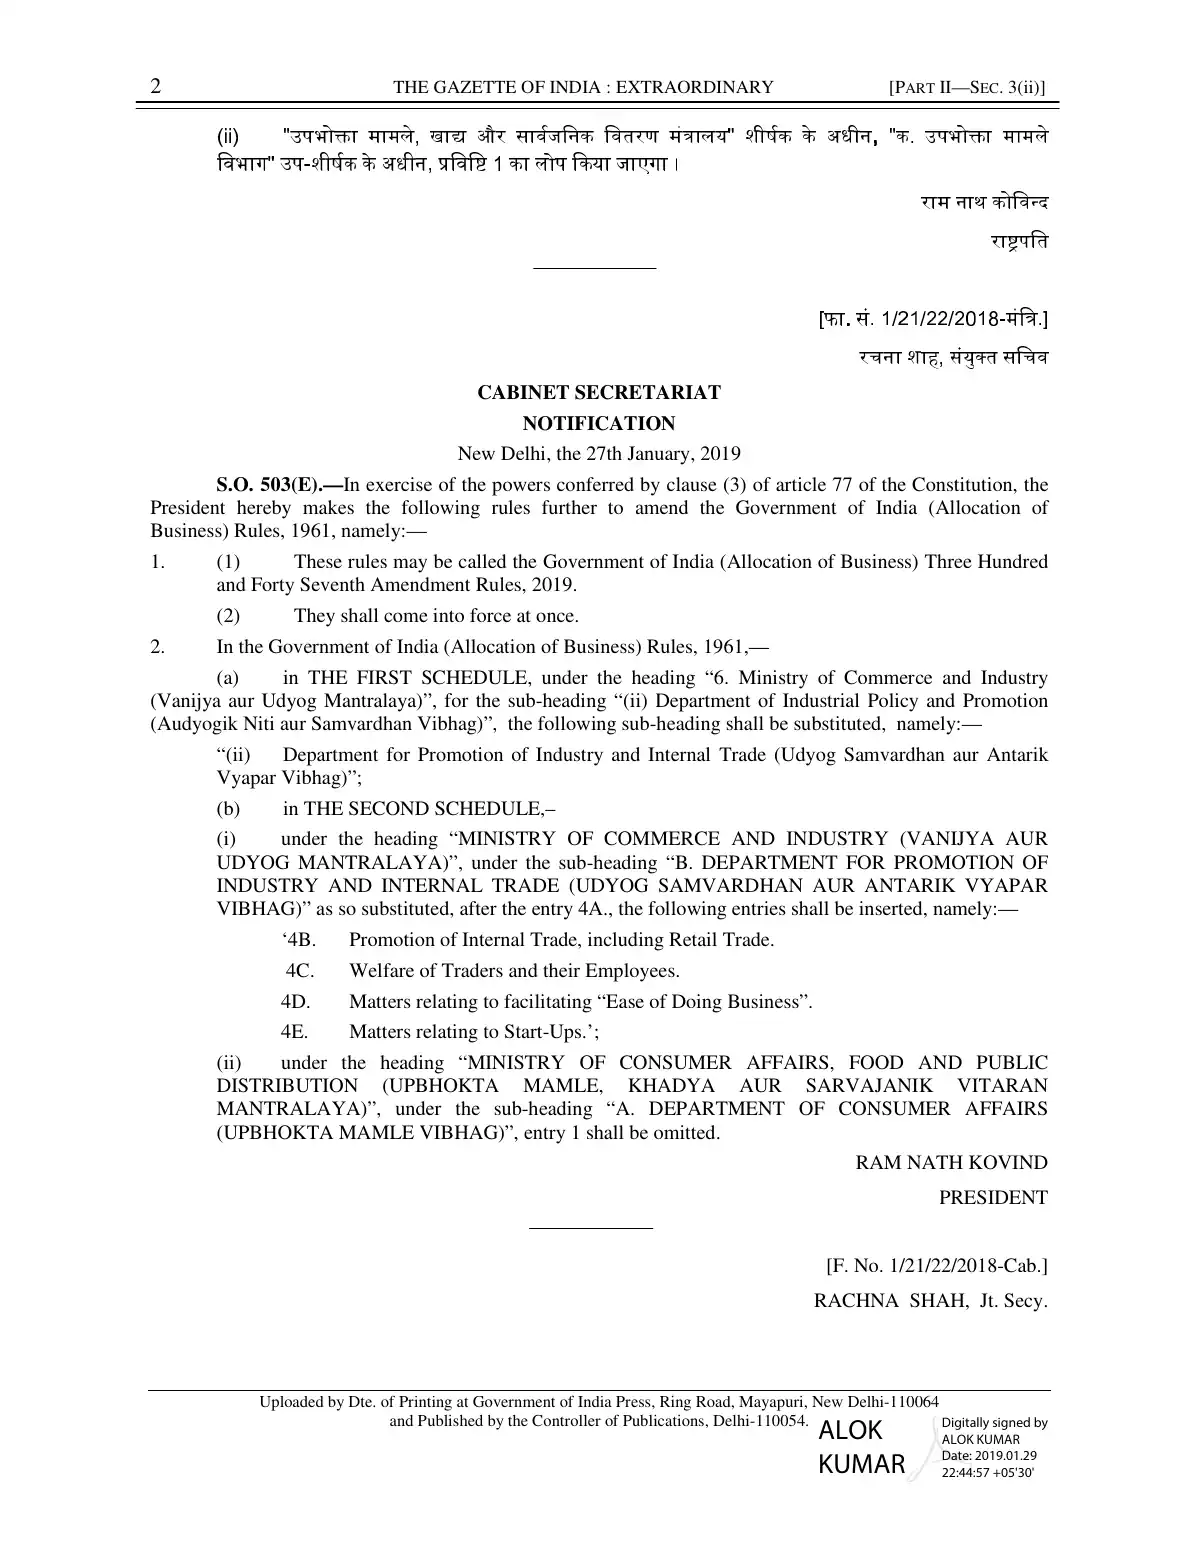 2 THE GAZETTE OF INDIA : EXTRAORDINARY [PART II—SEC. 3(ii)]
(ii) "उपभोक्ता मामले, खाद्य और सार्वजनिक वितरण मंत्रालय" शीर्षक के अधीन, "क. उपभोक्ता मामले
विभाग" उप-शीर्षक के अधीन, प्रविष्टि 1 का लोप किया जाएगा ।
राम नाथ कोविन्द
राष्ट्रपति
[फा. सं. 1/21/22/2018-मंत्रि.]
रचना शाह, संयुक्त सचिव
CABINET SECRETARIAT
NOTIFICATION
New Delhi, the 27th January, 2019
S.O. 503(E).—In exercise of the powers conferred by clause (3) of article 77 of the Constitution, the
President hereby makes the following rules further to amend the Government of India (Allocation of
Business) Rules, 1961, namely:—
1. (1) These rules may be called the Government of India (Allocation of Business) Three Hundred
and Forty Seventh Amendment Rules, 2019.
(2) They shall come into force at once.
2. In the Government of India (Allocation of Business) Rules, 1961,—
(a) in THE FIRST SCHEDULE, under the heading “6. Ministry of Commerce and Industry
(Vanijya aur Udyog Mantralaya)”, for the sub-heading “(ii) Department of Industrial Policy and Promotion
(Audyogik Niti aur Samvardhan Vibhag)”, the following sub-heading shall be substituted, namely:—
“(ii) Department for Promotion of Industry and Internal Trade (Udyog Samvardhan aur Antarik
Vyapar Vibhag)”;
(b) in THE SECOND SCHEDULE,–
(i) under the heading “MINISTRY OF COMMERCE AND INDUSTRY (VANIJYA AUR
UDYOG MANTRALAYA)”, under the sub-heading “B. DEPARTMENT FOR PROMOTION OF
INDUSTRY AND INTERNAL TRADE (UDYOG SAMVARDHAN AUR ANTARIK VYAPAR
VIBHAG)” as so substituted, after the entry 4A., the following entries shall be inserted, namely:—
‘4B. Promotion of Internal Trade, including Retail Trade.
4C. Welfare of Traders and their Employees.
4D. Matters relating to facilitating “Ease of Doing Business”.
4E. Matters relating to Start-Ups.’;
(ii) under the heading “MINISTRY OF CONSUMER AFFAIRS, FOOD AND PUBLIC
DISTRIBUTION (UPBHOKTA MAMLE, KHADYA AUR SARVAJANIK VITARAN
MANTRALAYA)”, under the sub-heading “A. DEPARTMENT OF CONSUMER AFFAIRS
(UPBHOKTA MAMLE VIBHAG)”, entry 1 shall be omitted.
RAM NATH KOVIND
PRESIDENT
[F. No. 1/21/22/2018-Cab.]
RACHNA SHAH, Jt. Secy.
Uploaded by Dte. of Printing at Government of India Press, Ring Road, Mayapuri, New Delhi-110064
and Published by the Controller of Publications, Delhi-110054.
ALOK
KUMAR
Digitally signed by
ALOK KUMAR
Date: 2019.01.29
22:44:57 +05'30'